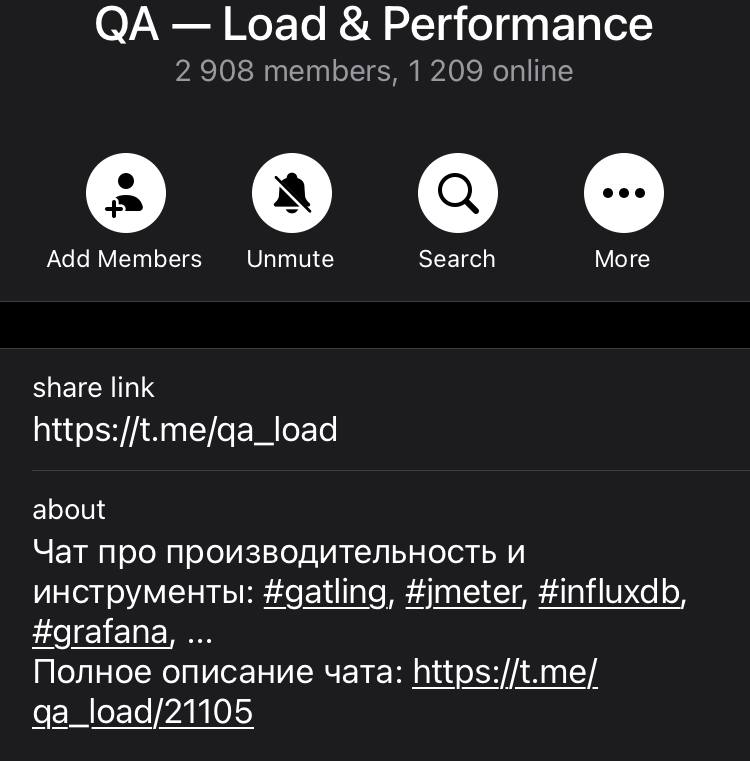 QA — Load & Performance
2 908 members, 1 209 online
Add Members
Unmute
Search
More
share link
https://t.me/qa_load
about
Чат про производительность и
инструменты: #gatling, #jmeter, #influxdb,
#grafana, ...
Полное описание чата: https://t.me/
qa_load/21105